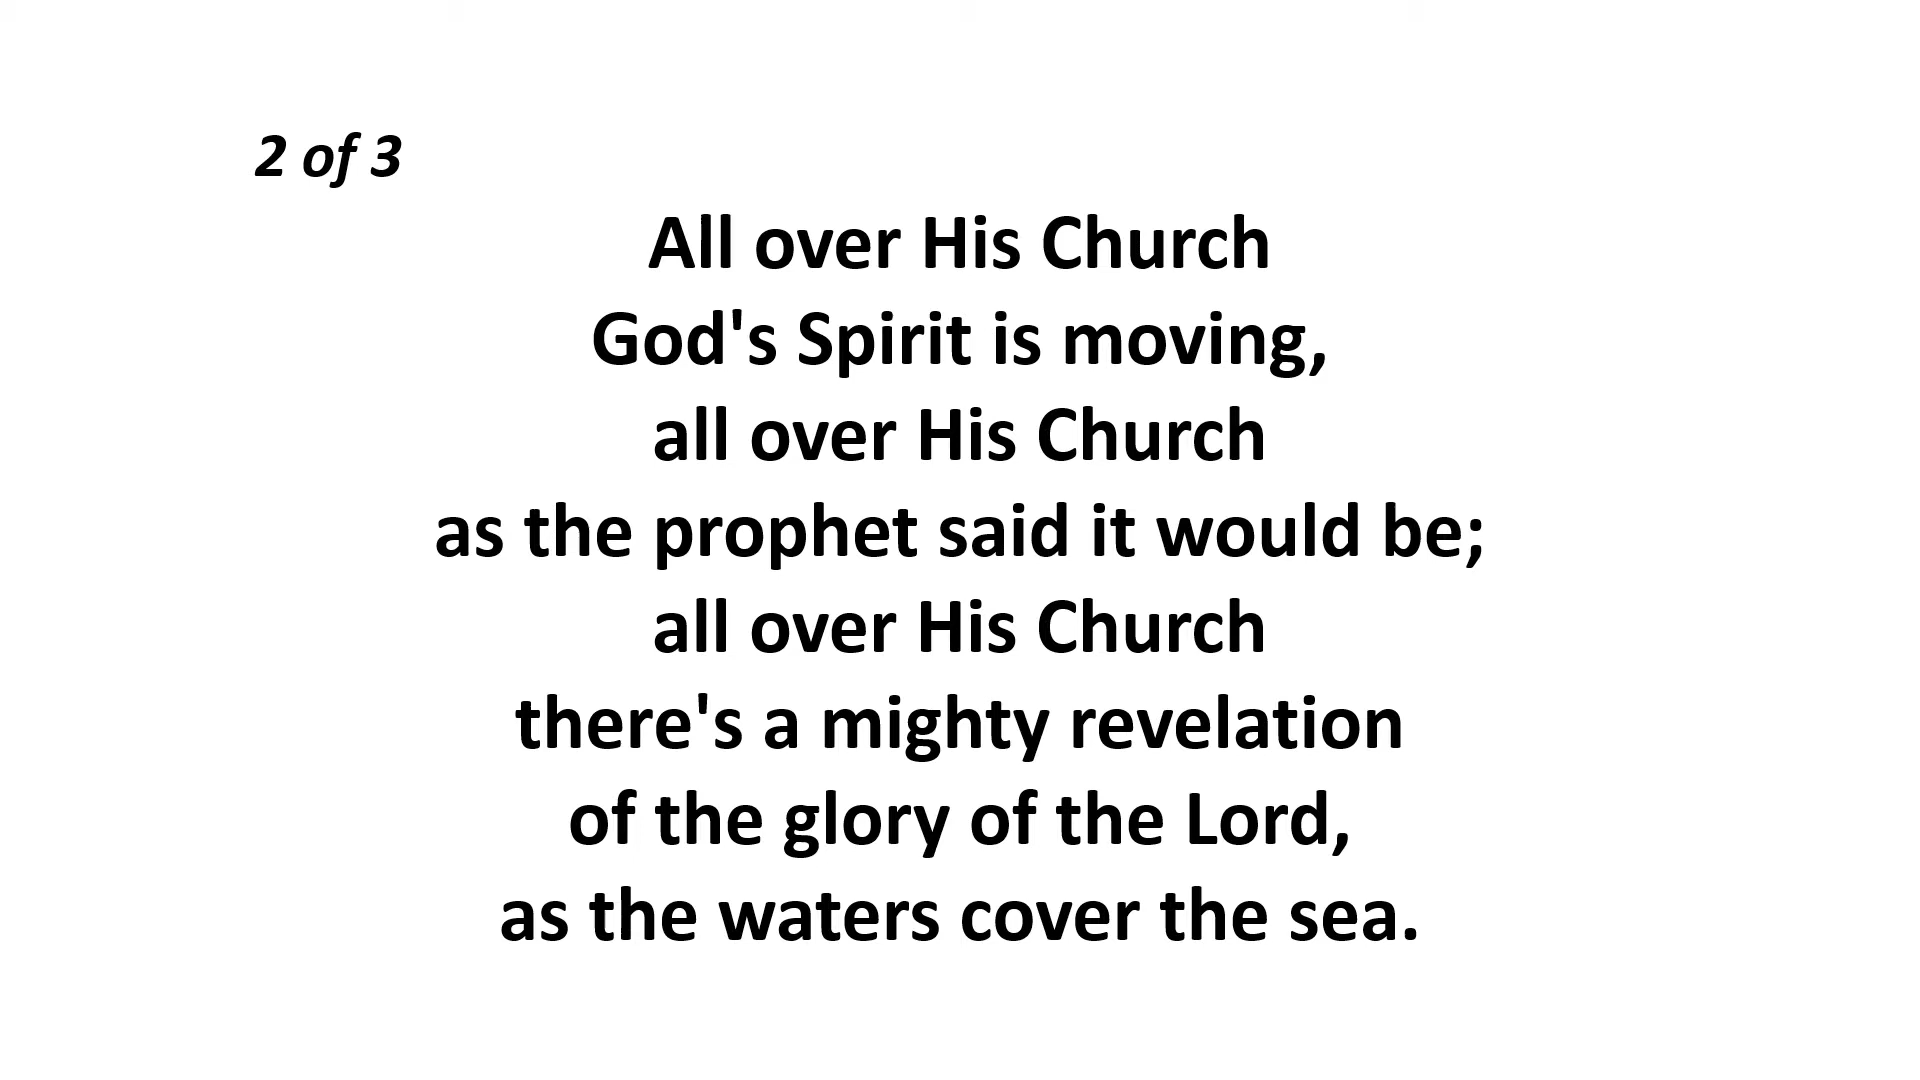 2 of 3
All over His Church
God's Spirit is moving,
all over His Church
as the prophet said it would be;
all over His Church
there's a mighty revelation
of the glory of the Lord,
as the waters cover the sea.